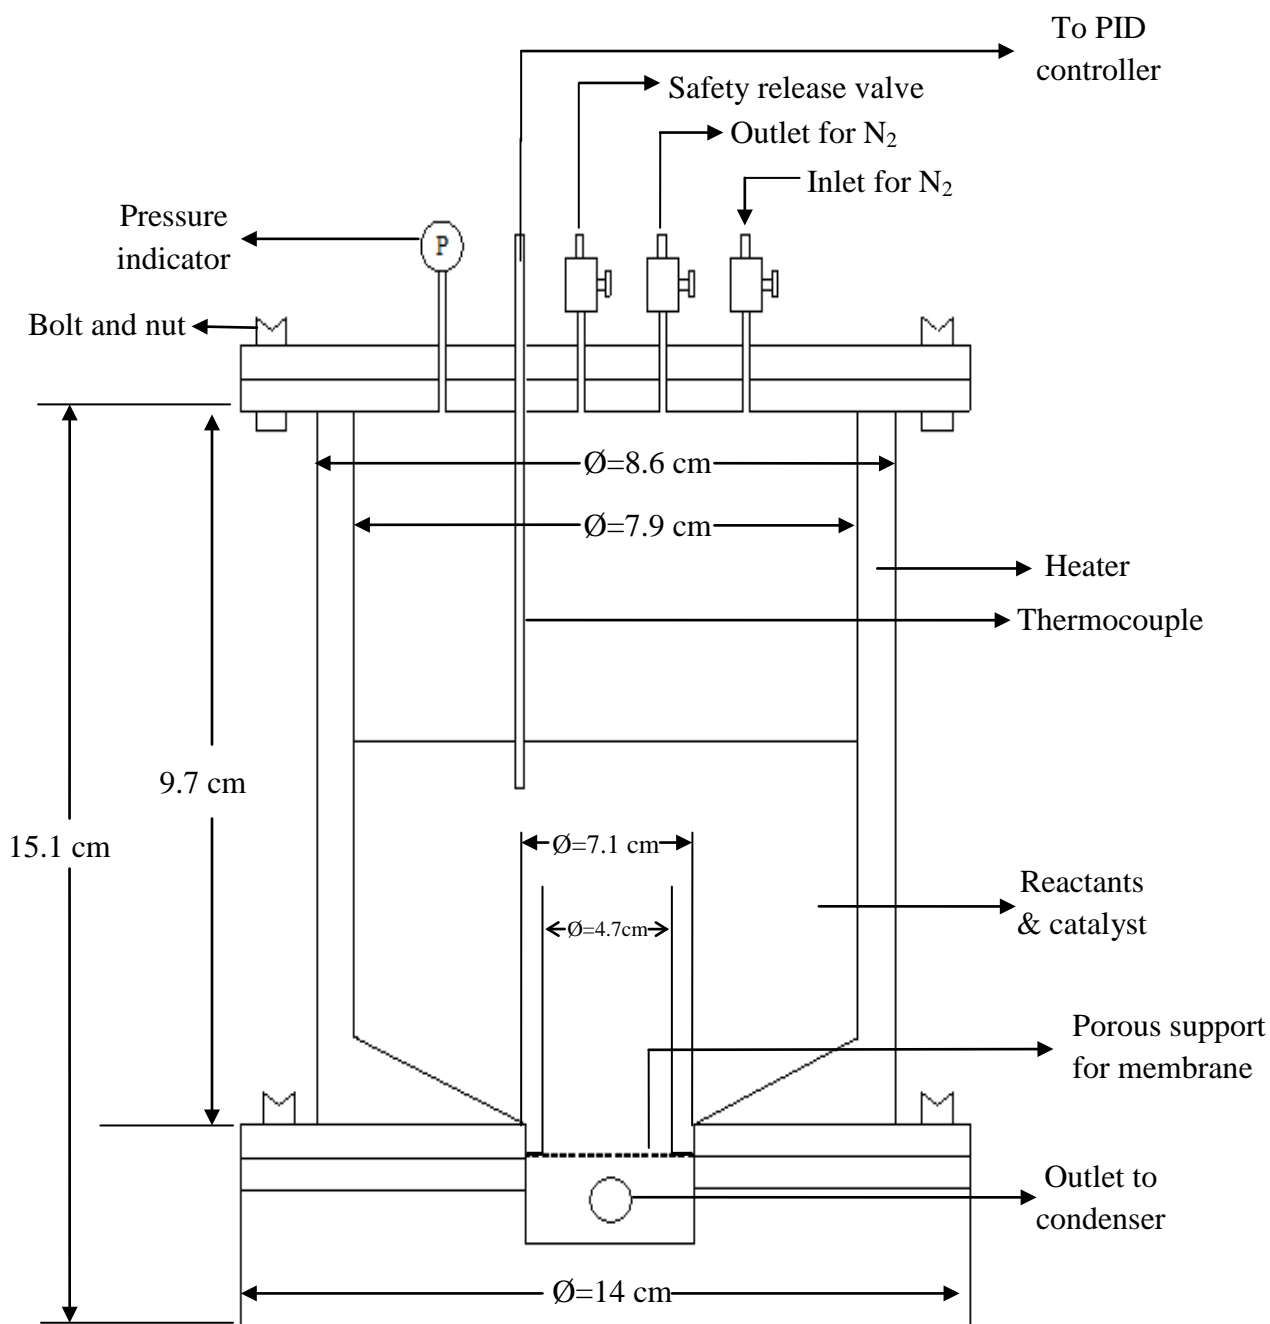 To PID
controller
Safety release valve
Outlet for N₂
Inlet for N₂
Pressure
indicator
P
Bolt and nut
Ø=8.6 cm
Ø=7.9 cm
Heater
Thermocouple
9.7 cm
15.1 cm
Ø=7.1 cm
Reactants
& catalyst
Ø=4.7cm
Porous support
for membrane
Outlet to
condenser
Ø=14 cm